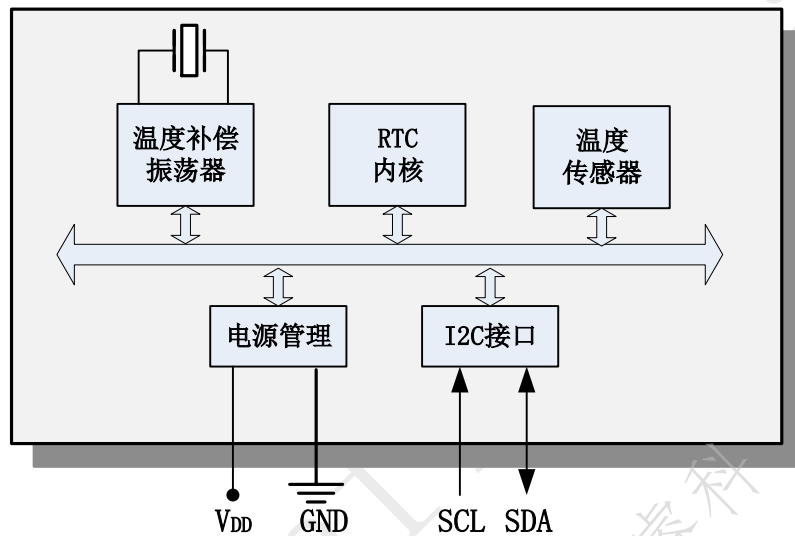 温度补偿
振荡器
RTC
内核
温度
传感器
电源管理
I2C接口
VDD
GND
SCL
SDA